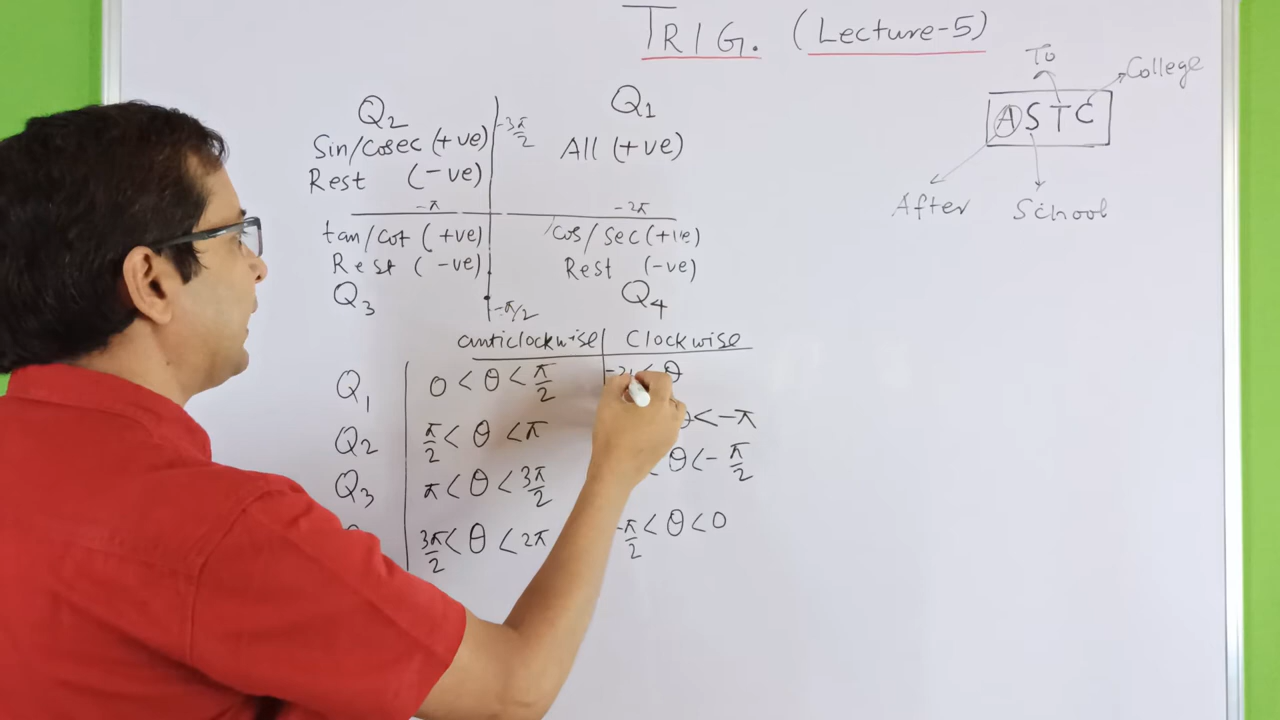 TRIG. (Lecture-5)
To
College
ASTC
After School
Q2 Q1
Sin/Cosec (+ve) -3π/2 All (+ve)
Rest (-ve)
-π -2π
tan/cot (+ve) cos/sec (+ve)
Rest (-ve) Rest (-ve)
Q3 Q4
-π/2
anticlockwise Clockwise
Q1 0 < θ < π/2 < θ
Q2 π/2 < θ < π θ < -π
Q3 π < θ < 3π/2 < θ < -π/2
3π/2 < θ < 2π -π/2 < θ < 0